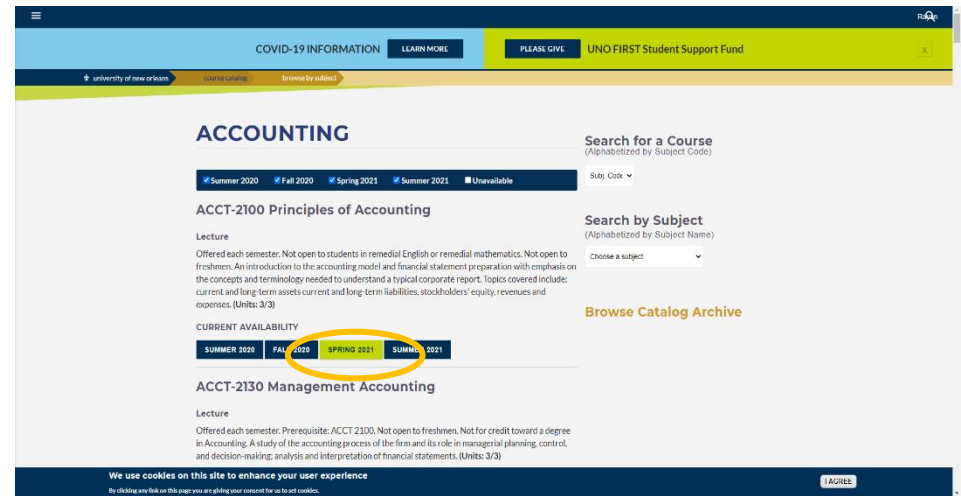 COVID-19 INFORMATION LEARN MORE PLEASE GIVE UNO FIRST Student Support Fund X
university of new orleans course catalog browse by subject
ACCOUNTING
Summer 2020 Fall 2020 Spring 2021 Summer 2021 Unavailable
ACCT-2100 Principles of Accounting
Lecture
Offered each semester. Not open to students in remedial English or remedial mathematics. Not open to
freshmen. An introduction to the accounting model and financial statement preparation with emphasis on
the concepts and terminology needed to understand a typical corporate report. Topics covered include:
current and long-term assets current and long-term liabilities, stockholders' equity, revenues and
expenses. (Units: 3/3)
CURRENT AVAILABILITY
SUMMER 2020 FALL 2020 SPRING 2021 SUMMER 2021
ACCT-2130 Management Accounting
Lecture
Offered each semester. Prerequisite: ACCT 2100. Not open to freshmen. Not for credit toward a degree
in Accounting. A study of the accounting process of the firm and its role in managerial planning, control,
and decision-making; analysis and interpretation of financial statements. (Units: 3/3)
Search for a Course
(Alphabetized by Subject Code)
Subj. Code
Search by Subject
(Alphabetized by Subject Name)
Choose a subject
Browse Catalog Archive
We use cookies on this site to enhance your user experience
By clicking any link on this page you are giving your consent for us to set cookies.
I AGREE